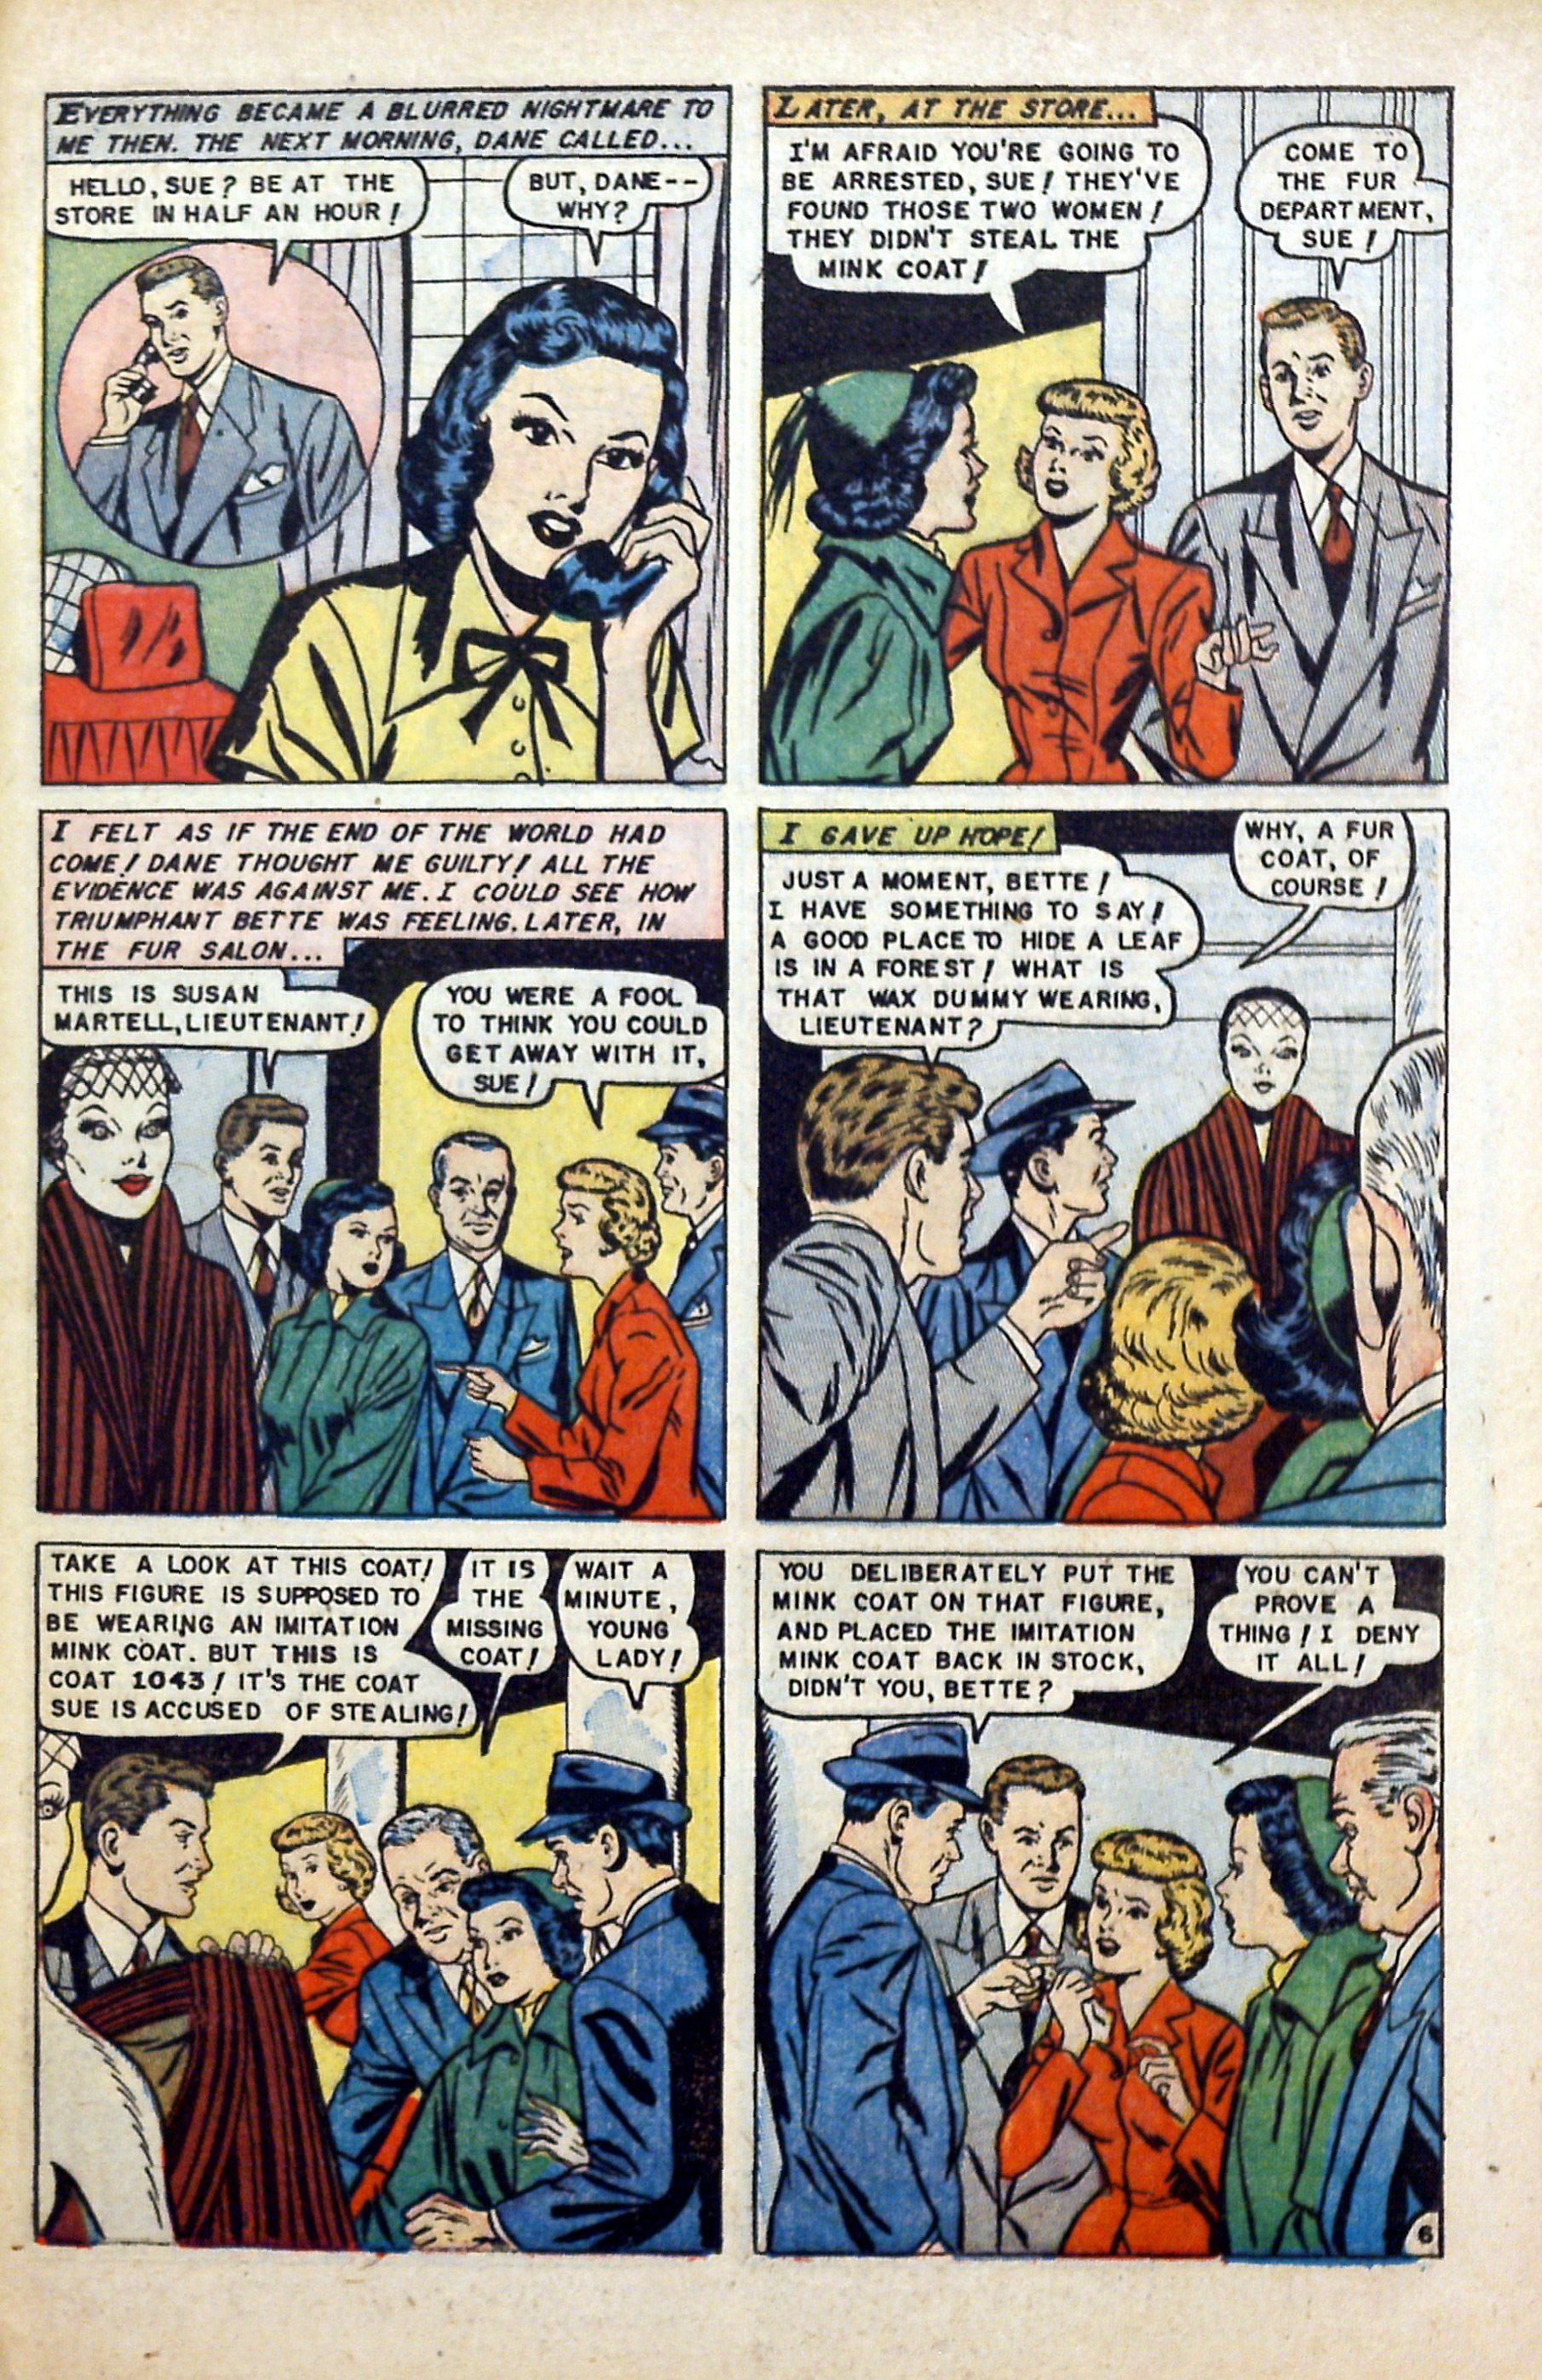 EVERYTHING BECAME A BLURRED NIGHTMARE TO
ME THEN. THE NEXT MORNING, DANE CALLED...
HELLO, SUE? BE AT THE
STORE IN HALF AN HOUR!
BUT, DANE--
WHY?
LATER, AT THE STORE...
I'M AFRAID YOU'RE GOING TO
BE ARRESTED, SUE! THEY'VE
FOUND THOSE TWO WOMEN!
THEY DIDN'T STEAL THE
MINK COAT!
COME TO
THE FUR
DEPARTMENT,
SUE!
I FELT AS IF THE END OF THE WORLD HAD
COME! DANE THOUGHT ME GUILTY! ALL THE
EVIDENCE WAS AGAINST ME. I COULD SEE HOW
TRIUMPHANT BETTE WAS FEELING. LATER, IN
THE FUR SALON...
THIS IS SUSAN
MARTELL, LIEUTENANT!
YOU WERE A FOOL
TO THINK YOU COULD
GET AWAY WITH IT,
SUE!
I GAVE UP HOPE!
JUST A MOMENT, BETTE!
I HAVE SOMETHING TO SAY!
A GOOD PLACE TO HIDE A LEAF
IS IN A FOREST! WHAT IS
THAT WAX DUMMY WEARING,
LIEUTENANT?
WHY, A FUR
COAT, OF
COURSE!
TAKE A LOOK AT THIS COAT!
THIS FIGURE IS SUPPOSED TO
BE WEARING AN IMITATION
MINK COAT. BUT THIS IS
COAT 1043! IT'S THE COAT
SUE IS ACCUSED OF STEALING!
IT IS
THE
MISSING
COAT!
WAIT A
MINUTE,
YOUNG
LADY!
YOU DELIBERATELY PUT THE
MINK COAT ON THAT FIGURE,
AND PLACED THE IMITATION
MINK COAT BACK IN STOCK,
DIDN'T YOU, BETTE?
YOU CAN'T
PROVE A
THING! I DENY
IT ALL!
6